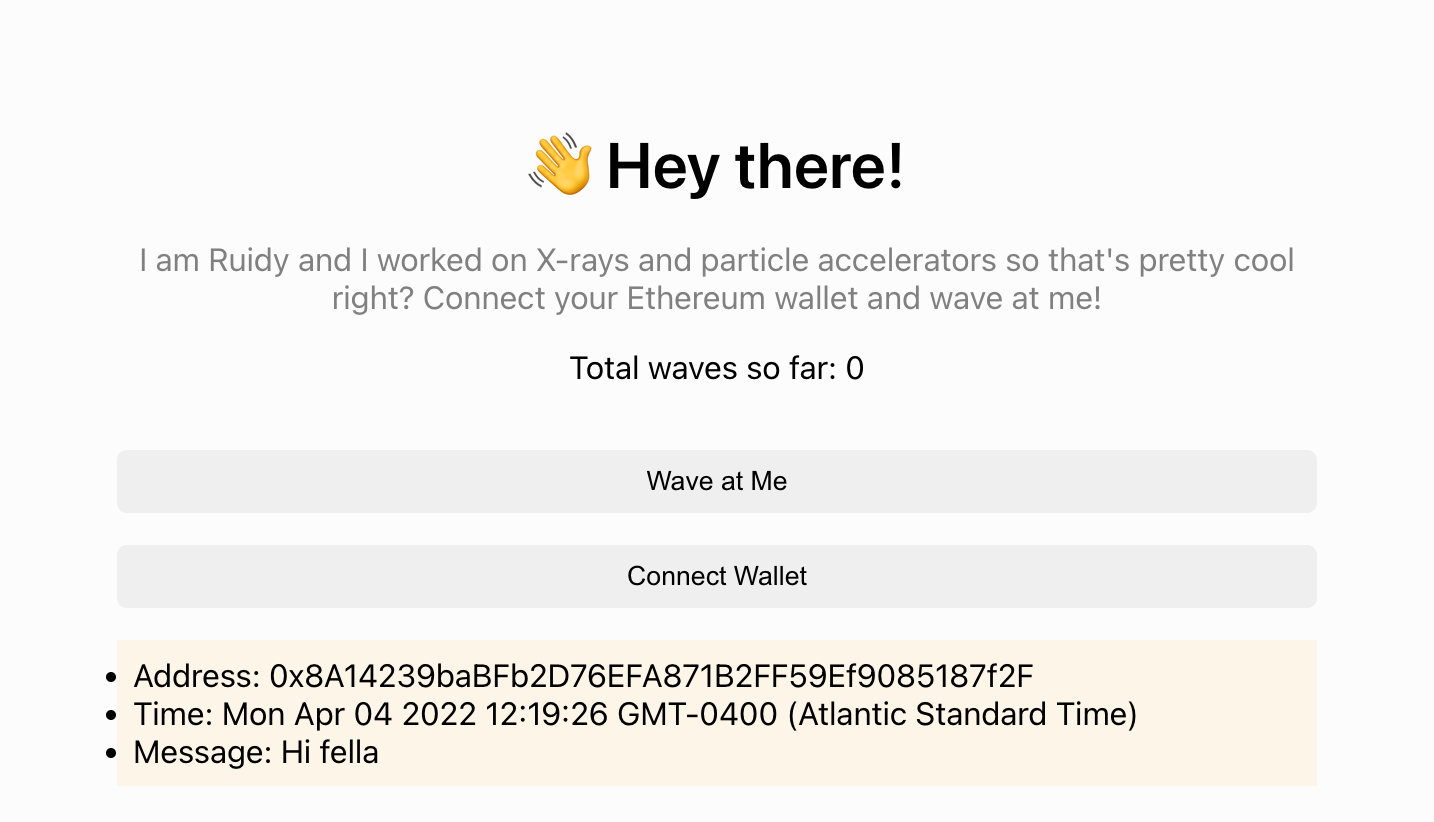 👋 Hey there!
I am Ruidy and I worked on X-rays and particle accelerators so that's pretty cool
right? Connect your Ethereum wallet and wave at me!
Total waves so far: 0
Wave at Me
Connect Wallet
• Address: 0x8A14239baBFb2D76EFA871B2FF59Ef9085187f2F
• Time: Mon Apr 04 2022 12:19:26 GMT-0400 (Atlantic Standard Time)
• Message: Hi fella